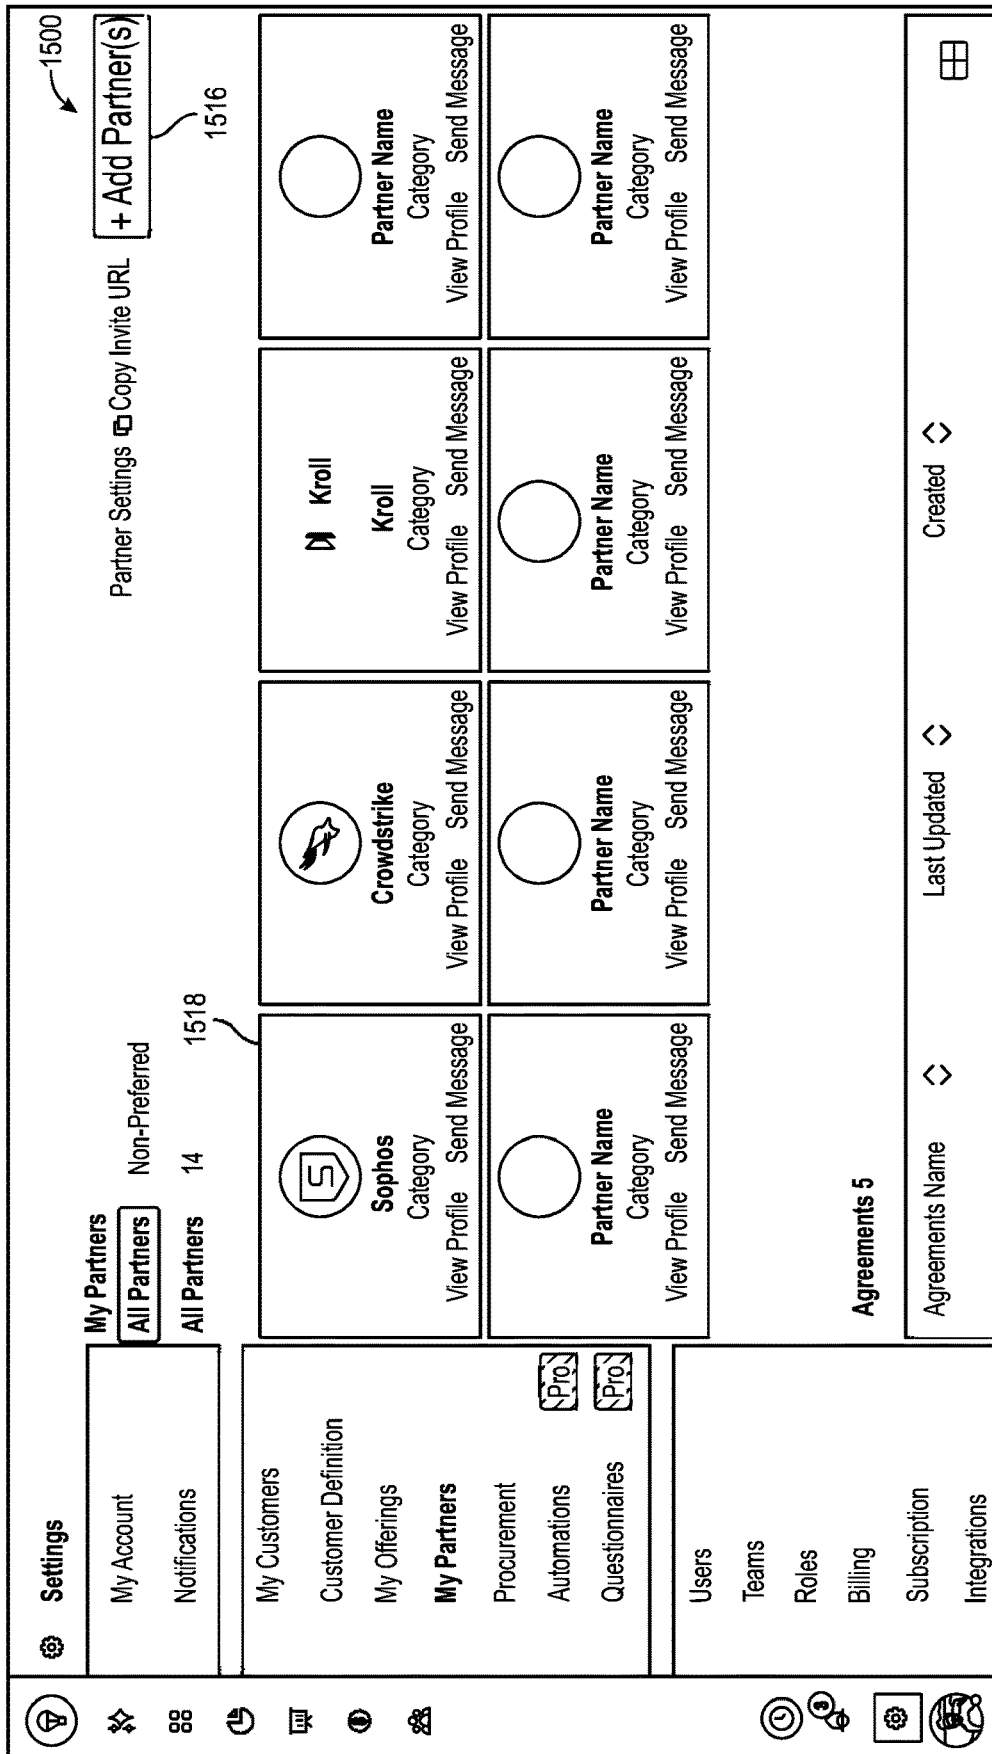 1500
Settings
My Account
Notifications
My Customers
Customer Definition
My Offerings
My Partners
Procurement
Automations Pro
Questionnaires Pro
Users
Teams
Roles
Billing
Subscription
Integrations
3
My Partners
Partner Settings Copy Invite URL + Add Partner(s)
1516
All Partners Non-Preferred
All Partners 14
1518
S
Sophos
Category
View Profile Send Message
Crowdstrike
Category
View Profile Send Message
Kroll
Kroll
Category
View Profile Send Message
Partner Name
Category
View Profile Send Message
Partner Name
Category
View Profile Send Message
Partner Name
Category
View Profile Send Message
Partner Name
Category
View Profile Send Message
Partner Name
Category
View Profile Send Message
Agreements 5
Agreements Name Last Updated Created